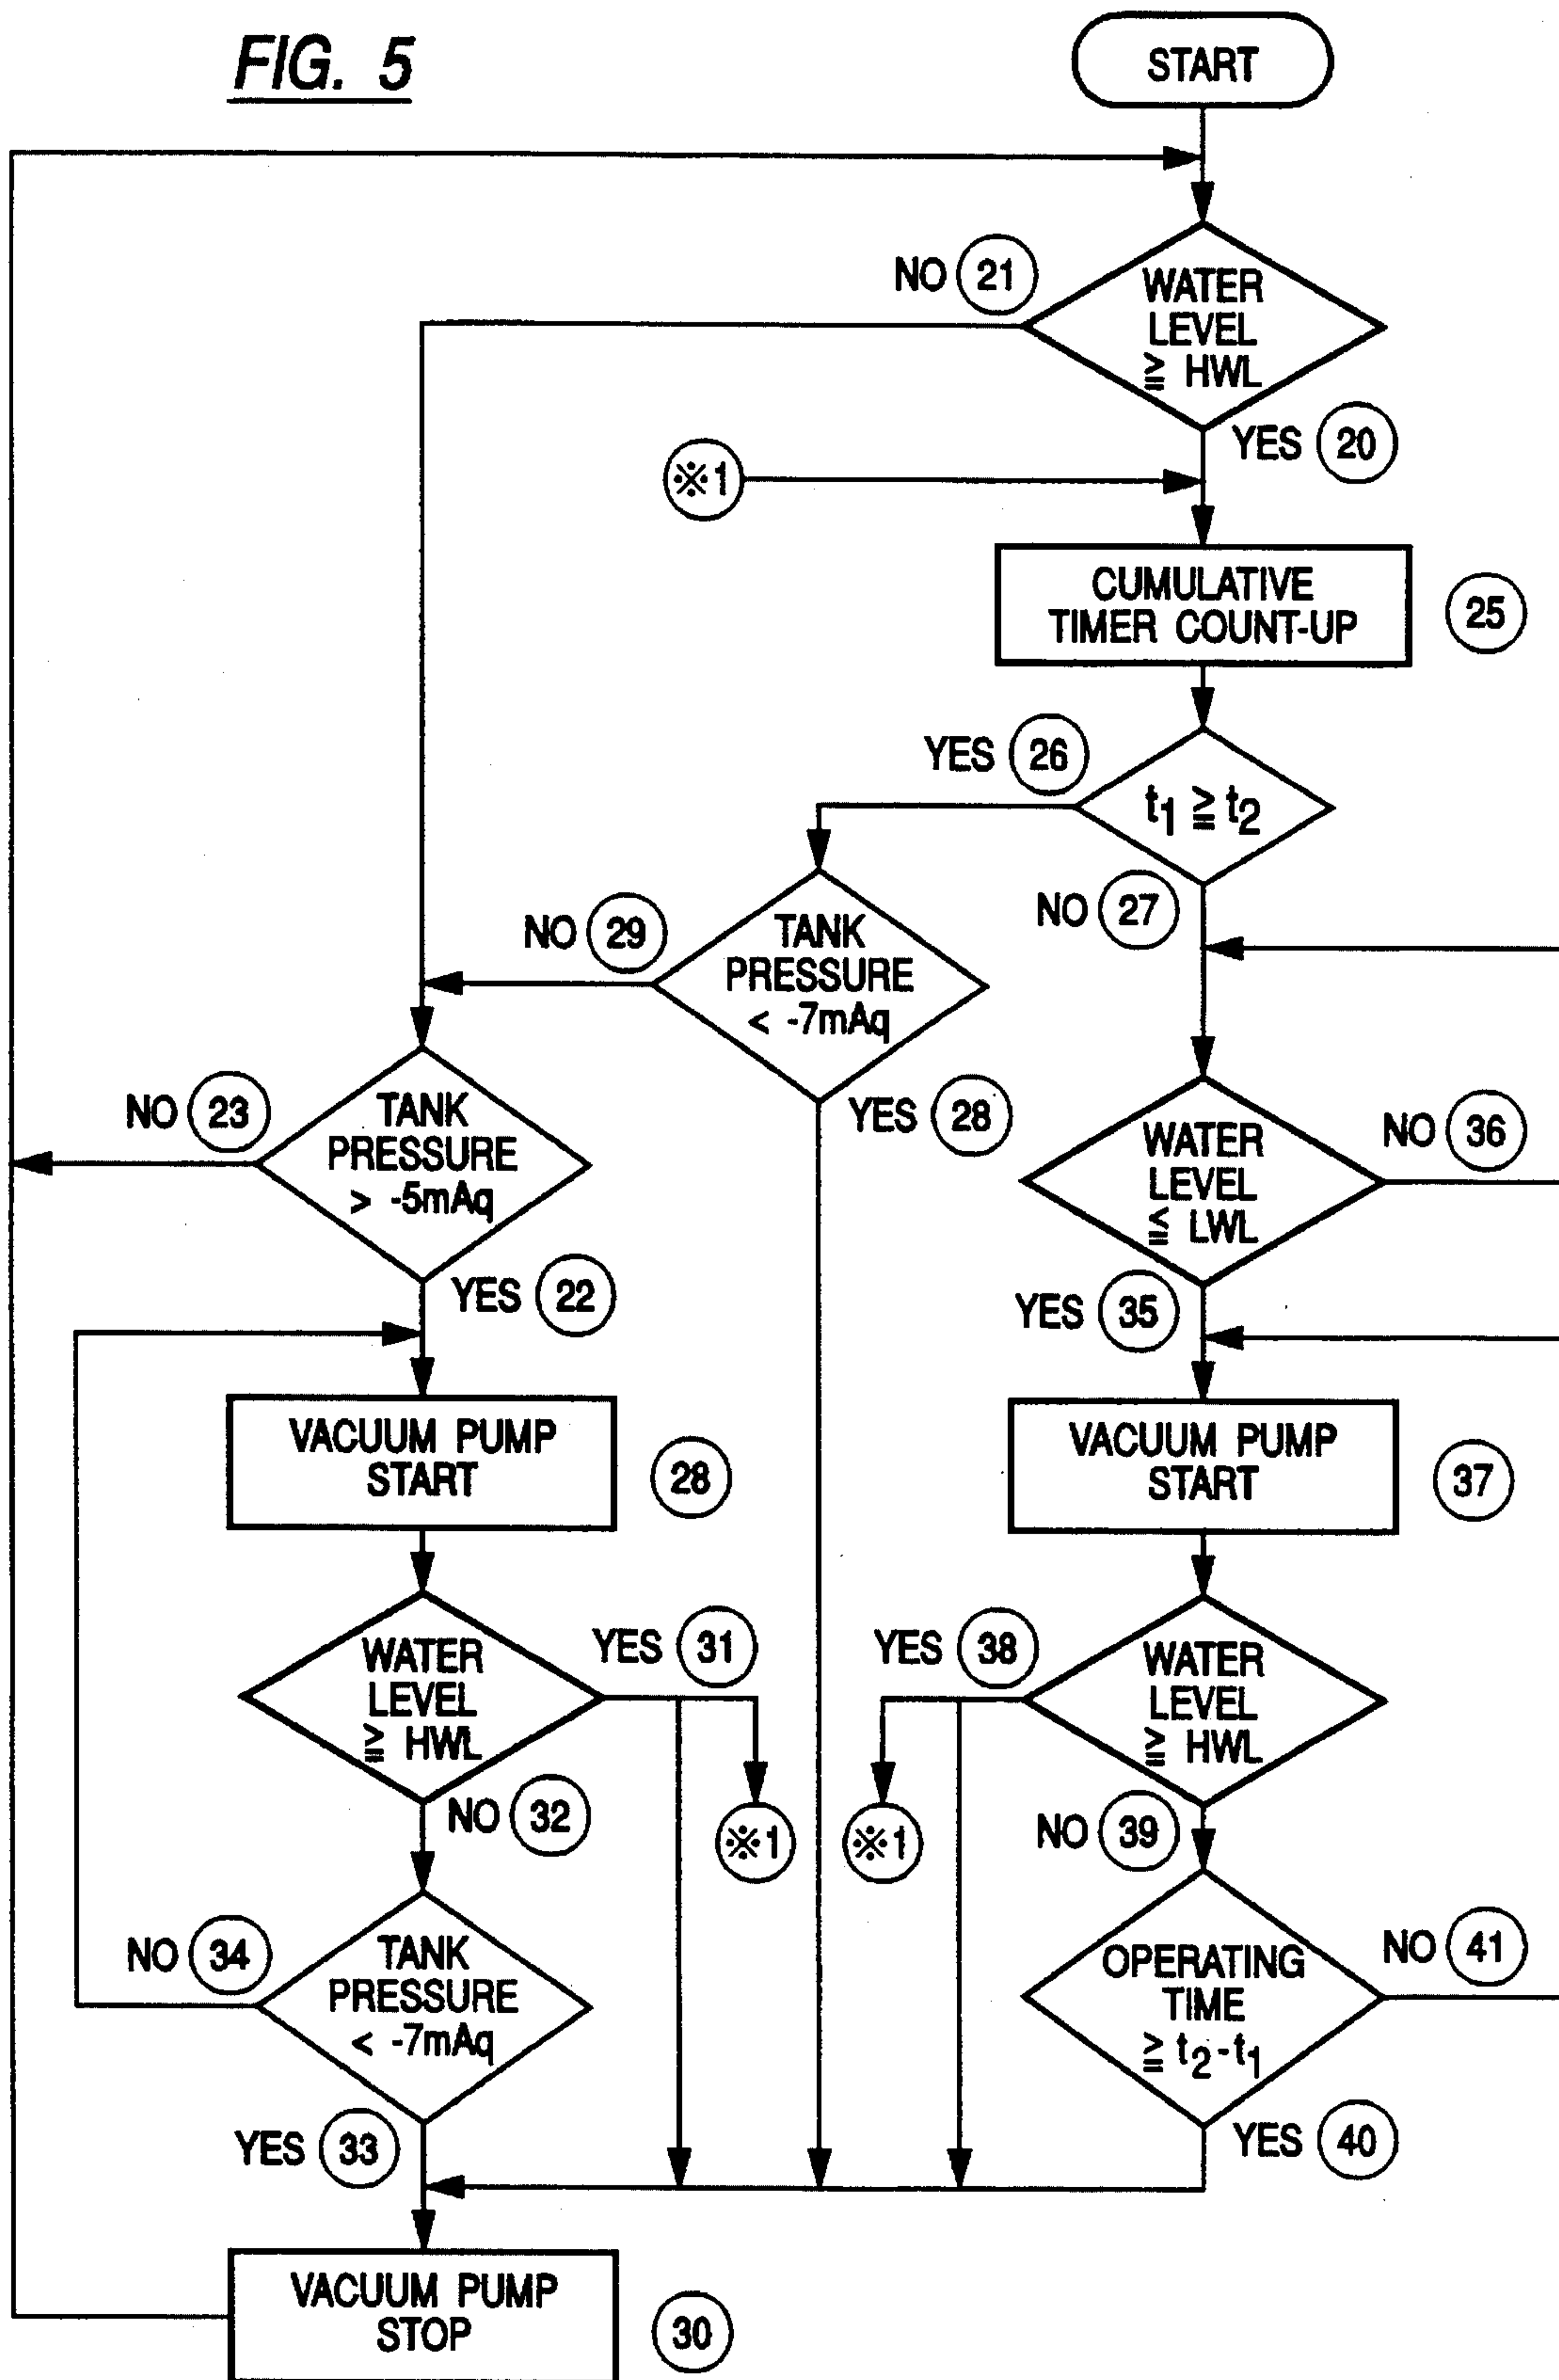 FIG. 5
START
NO 21
WATER
LEVEL
≧ HWL
YES 20
※1
CUMULATIVE
TIMER COUNT-UP
25
YES 26
t1 ≧ t2
NO 27
NO 29
TANK
PRESSURE
< -7mAq
YES 28
NO 23
TANK
PRESSURE
> -5mAq
YES 22
WATER
LEVEL
≦ LWL
NO 36
YES 35
VACUUM PUMP
START
28
VACUUM PUMP
START
37
WATER
LEVEL
≧ HWL
YES 31
NO 32
※1
YES 38
WATER
LEVEL
≧ HWL
※1
NO 39
NO 34
TANK
PRESSURE
< -7mAq
YES 33
OPERATING
TIME
≧ t2-t1
NO 41
YES 40
VACUUM PUMP
STOP
30